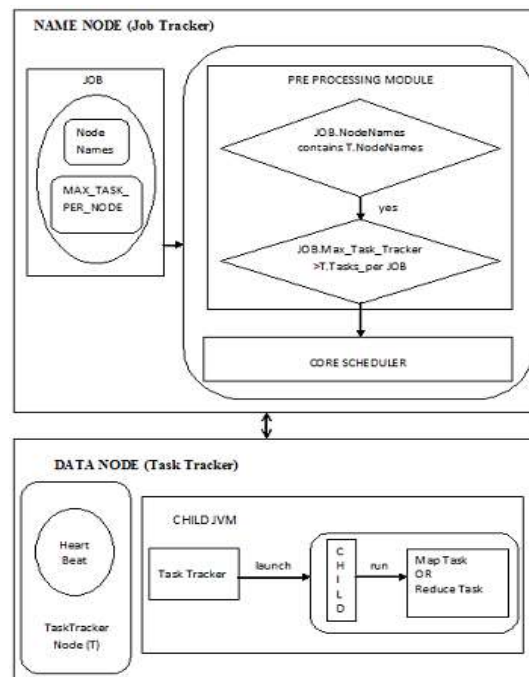 NAME NODE (Job Tracker)
JOB
Node
Names
MAX_TASK_
PER_NODE
PRE PROCESSING MODULE
JOB.NodeNames
contains T.NodeNames
yes
JOB.Max_Task_Tracker
>T.Tasks_per JOB
CORE SCHEDULER
DATA NODE (Task Tracker)
Heart
Beat
TaskTracker
Node (T)
CHILD JVM
Task Tracker
launch
C
H
I
L
D
run
Map Task
OR
Reduce Task